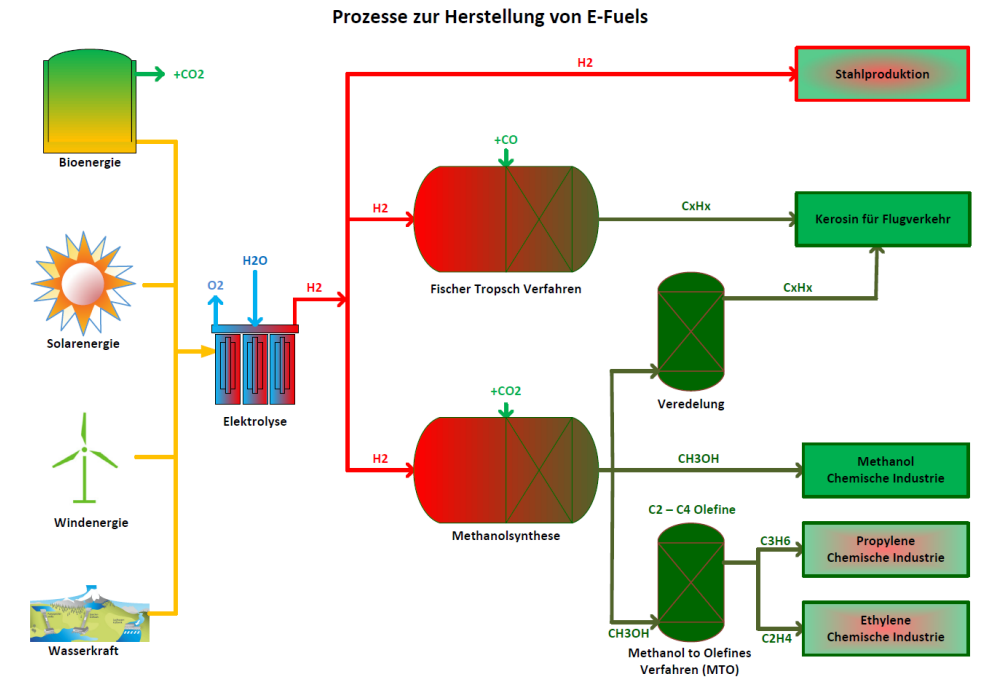 Prozesse zur Herstellung von E-Fuels
+CO2
Bioenergie
Solarenergie
Windenergie
Wasserkraft
O2
H2O
H2
Elektrolyse
H2
Stahlproduktion
+CO
H2
Fischer Tropsch Verfahren
CxHx
Kerosin für Flugverkehr
CxHx
Veredelung
+CO2
H2
Methanolsynthese
CH3OH
Methanol
Chemische Industrie
C2 – C4 Olefine
CH3OH
Methanol to Olefines
Verfahren (MTO)
C3H6
Propylene
Chemische Industrie
C2H4
Ethylene
Chemische Industrie